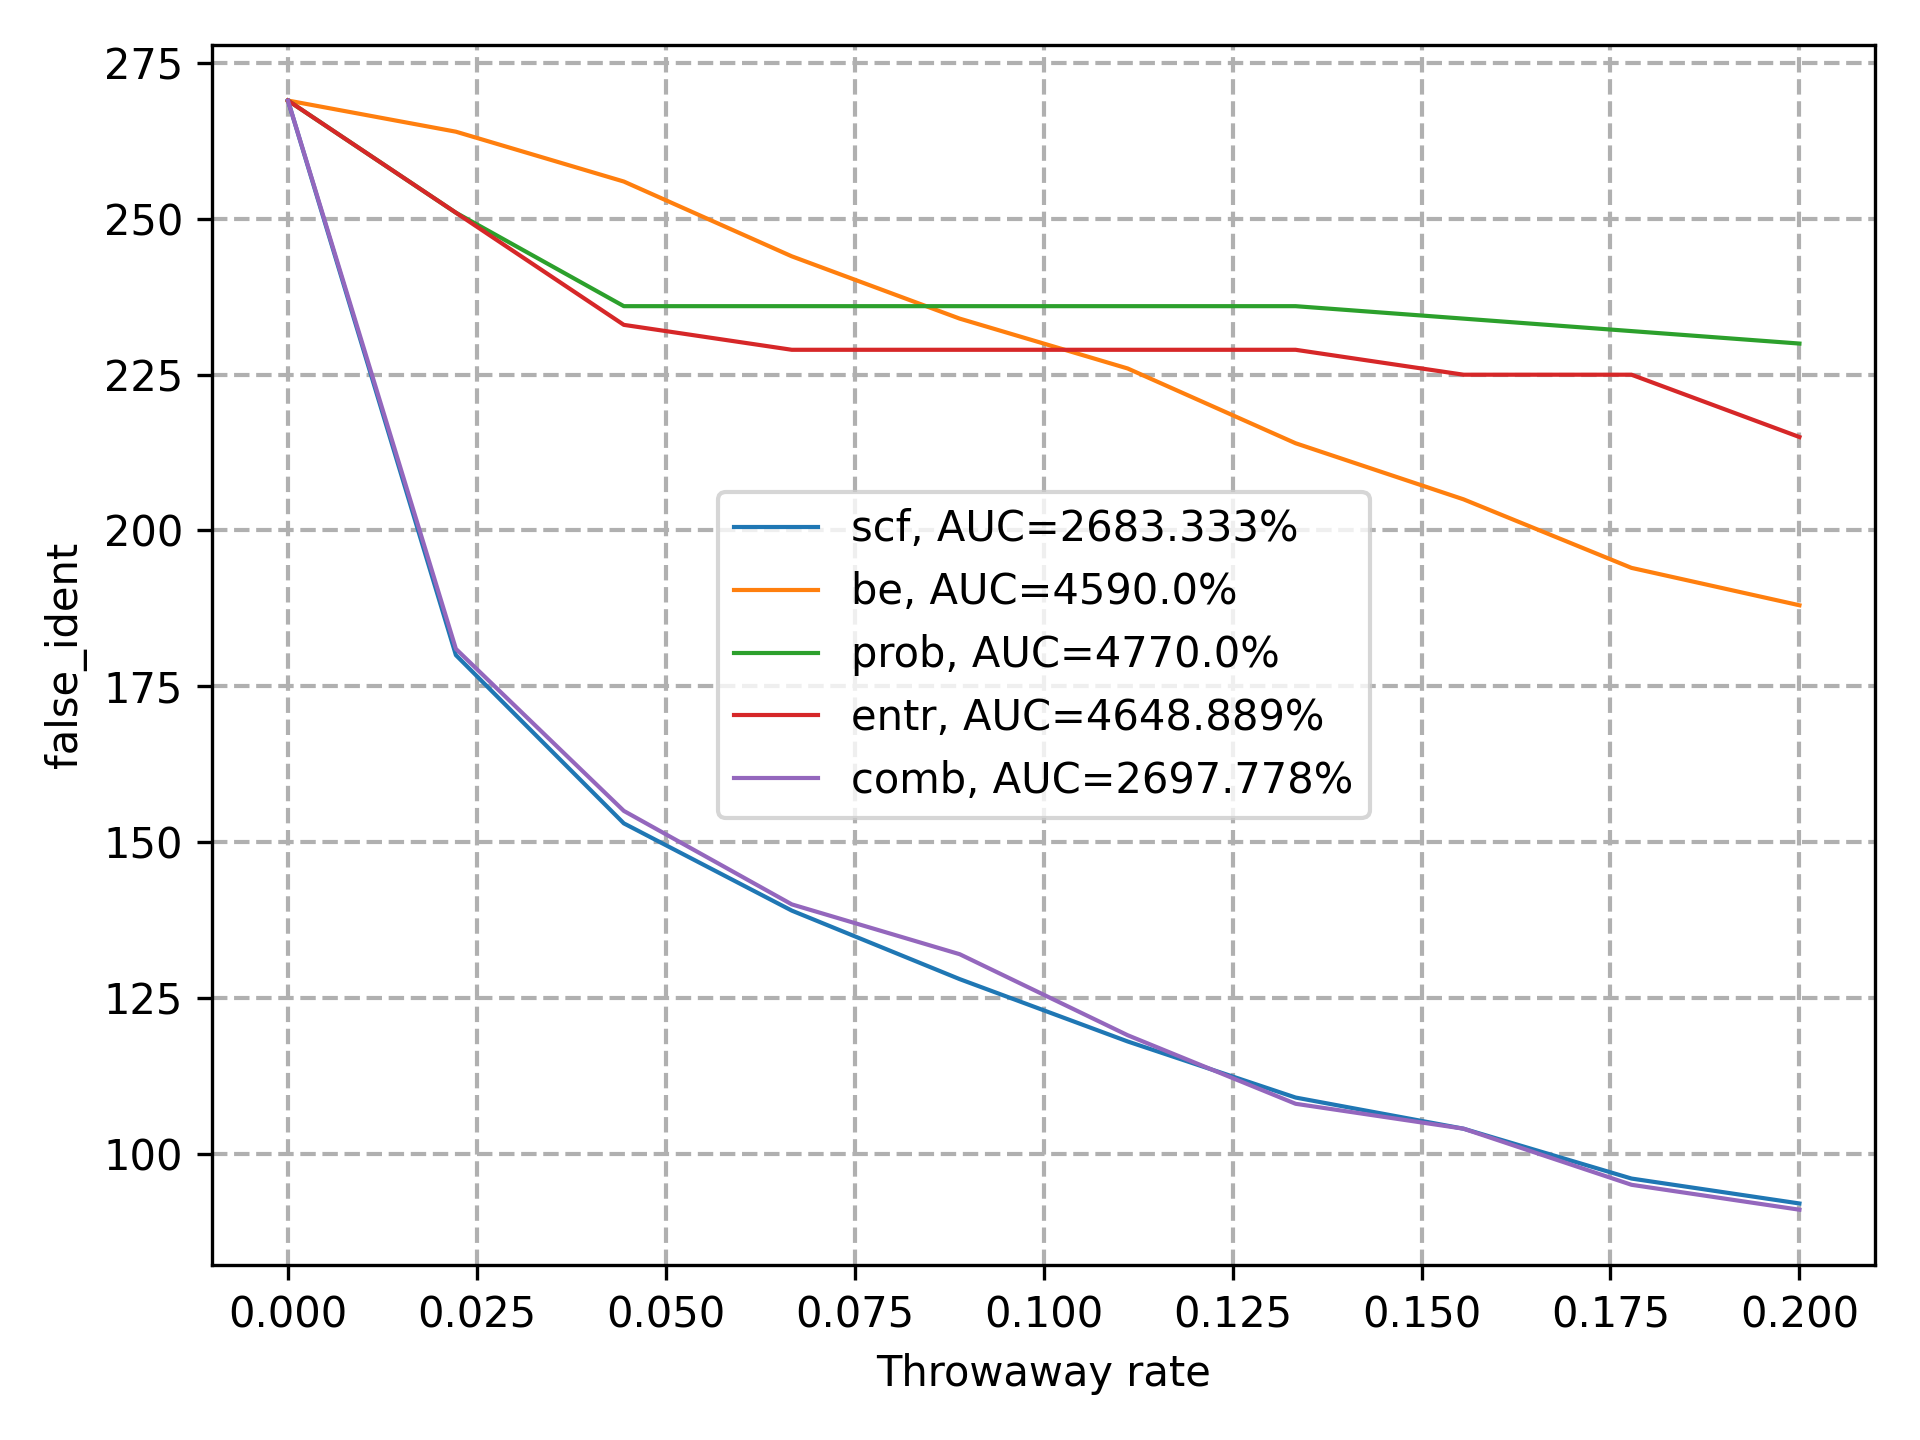 275
250
225
200
175
150
125
100
false_ident
scf, AUC=2683.333%
be, AUC=4590.0%
prob, AUC=4770.0%
entr, AUC=4648.889%
comb, AUC=2697.778%
0.000 0.025 0.050 0.075 0.100 0.125 0.150 0.175 0.200
Throwaway rate